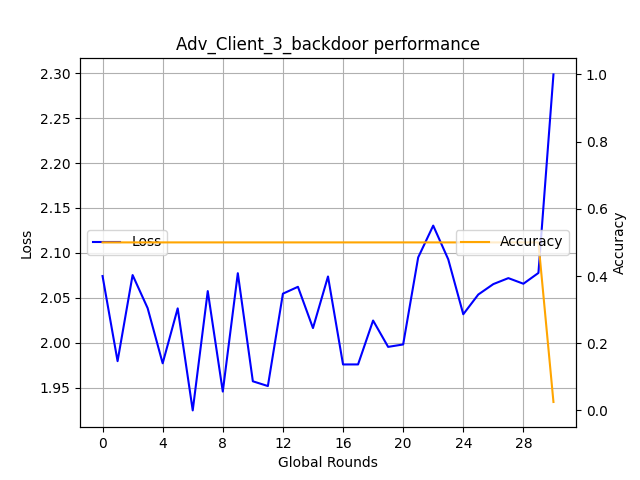 Adv_Client_3_backdoor performance
2.30
2.25
2.20
2.15
2.10
2.05
2.00
1.95
Loss
Loss
Accuracy
1.0
0.8
0.6
0.4
0.2
0.0
Accuracy
0 4 8 12 16 20 24 28
Global Rounds